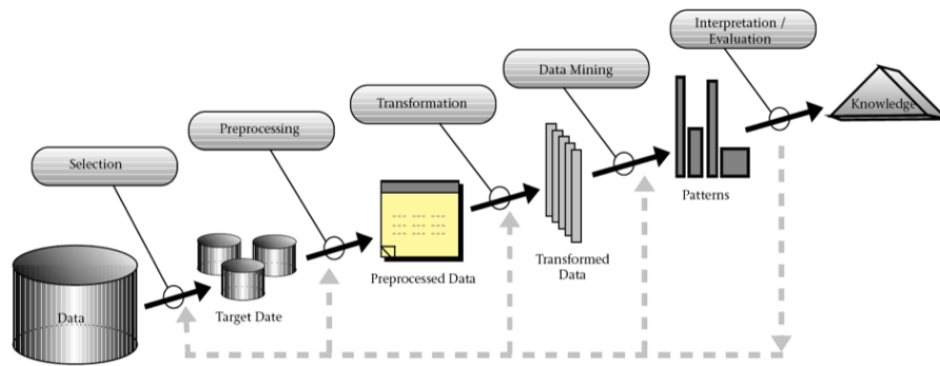 Interpretation /
Evaluation
Data Mining
Transformation
Preprocessing
Selection
Knowledge
Patterns
Transformed
Data
Preprocessed Data
Target Date
Data